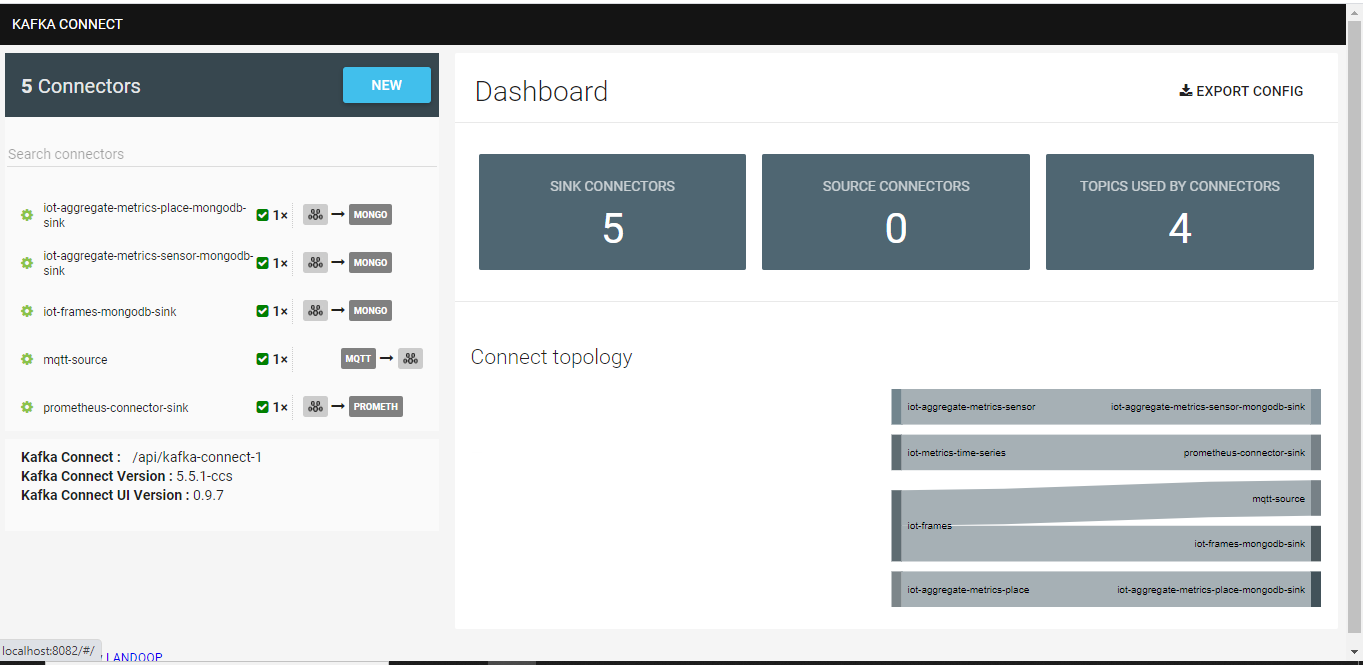 KAFKA CONNECT
5 Connectors
NEW
Search connectors
iot-aggregate-metrics-place-mongodb-
sink
1×
MONGO
iot-aggregate-metrics-sensor-mongodb-
sink
1×
MONGO
iot-frames-mongodb-sink
1×
MONGO
mqtt-source
1×
MQTT
prometheus-connector-sink
1×
PROMETH
Kafka Connect : /api/kafka-connect-1
Kafka Connect Version : 5.5.1-ccs
Kafka Connect UI Version : 0.9.7
Dashboard
EXPORT CONFIG
SINK CONNECTORS
5
SOURCE CONNECTORS
0
TOPICS USED BY CONNECTORS
4
Connect topology
iot-aggregate-metrics-sensor
iot-aggregate-metrics-sensor-mongodb-sink
iot-metrics-time-series
prometheus-connector-sink
mqtt-source
iot-frames
iot-frames-mongodb-sink
iot-aggregate-metrics-place
iot-aggregate-metrics-place-mongodb-sink
localhost:8082/#/
LANDOOP